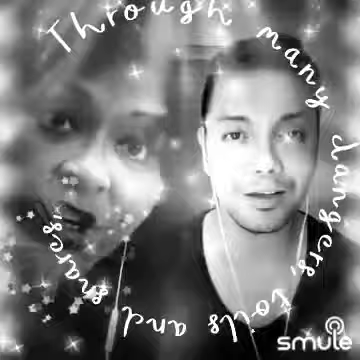 Through many dangers, toils and snares,
smule